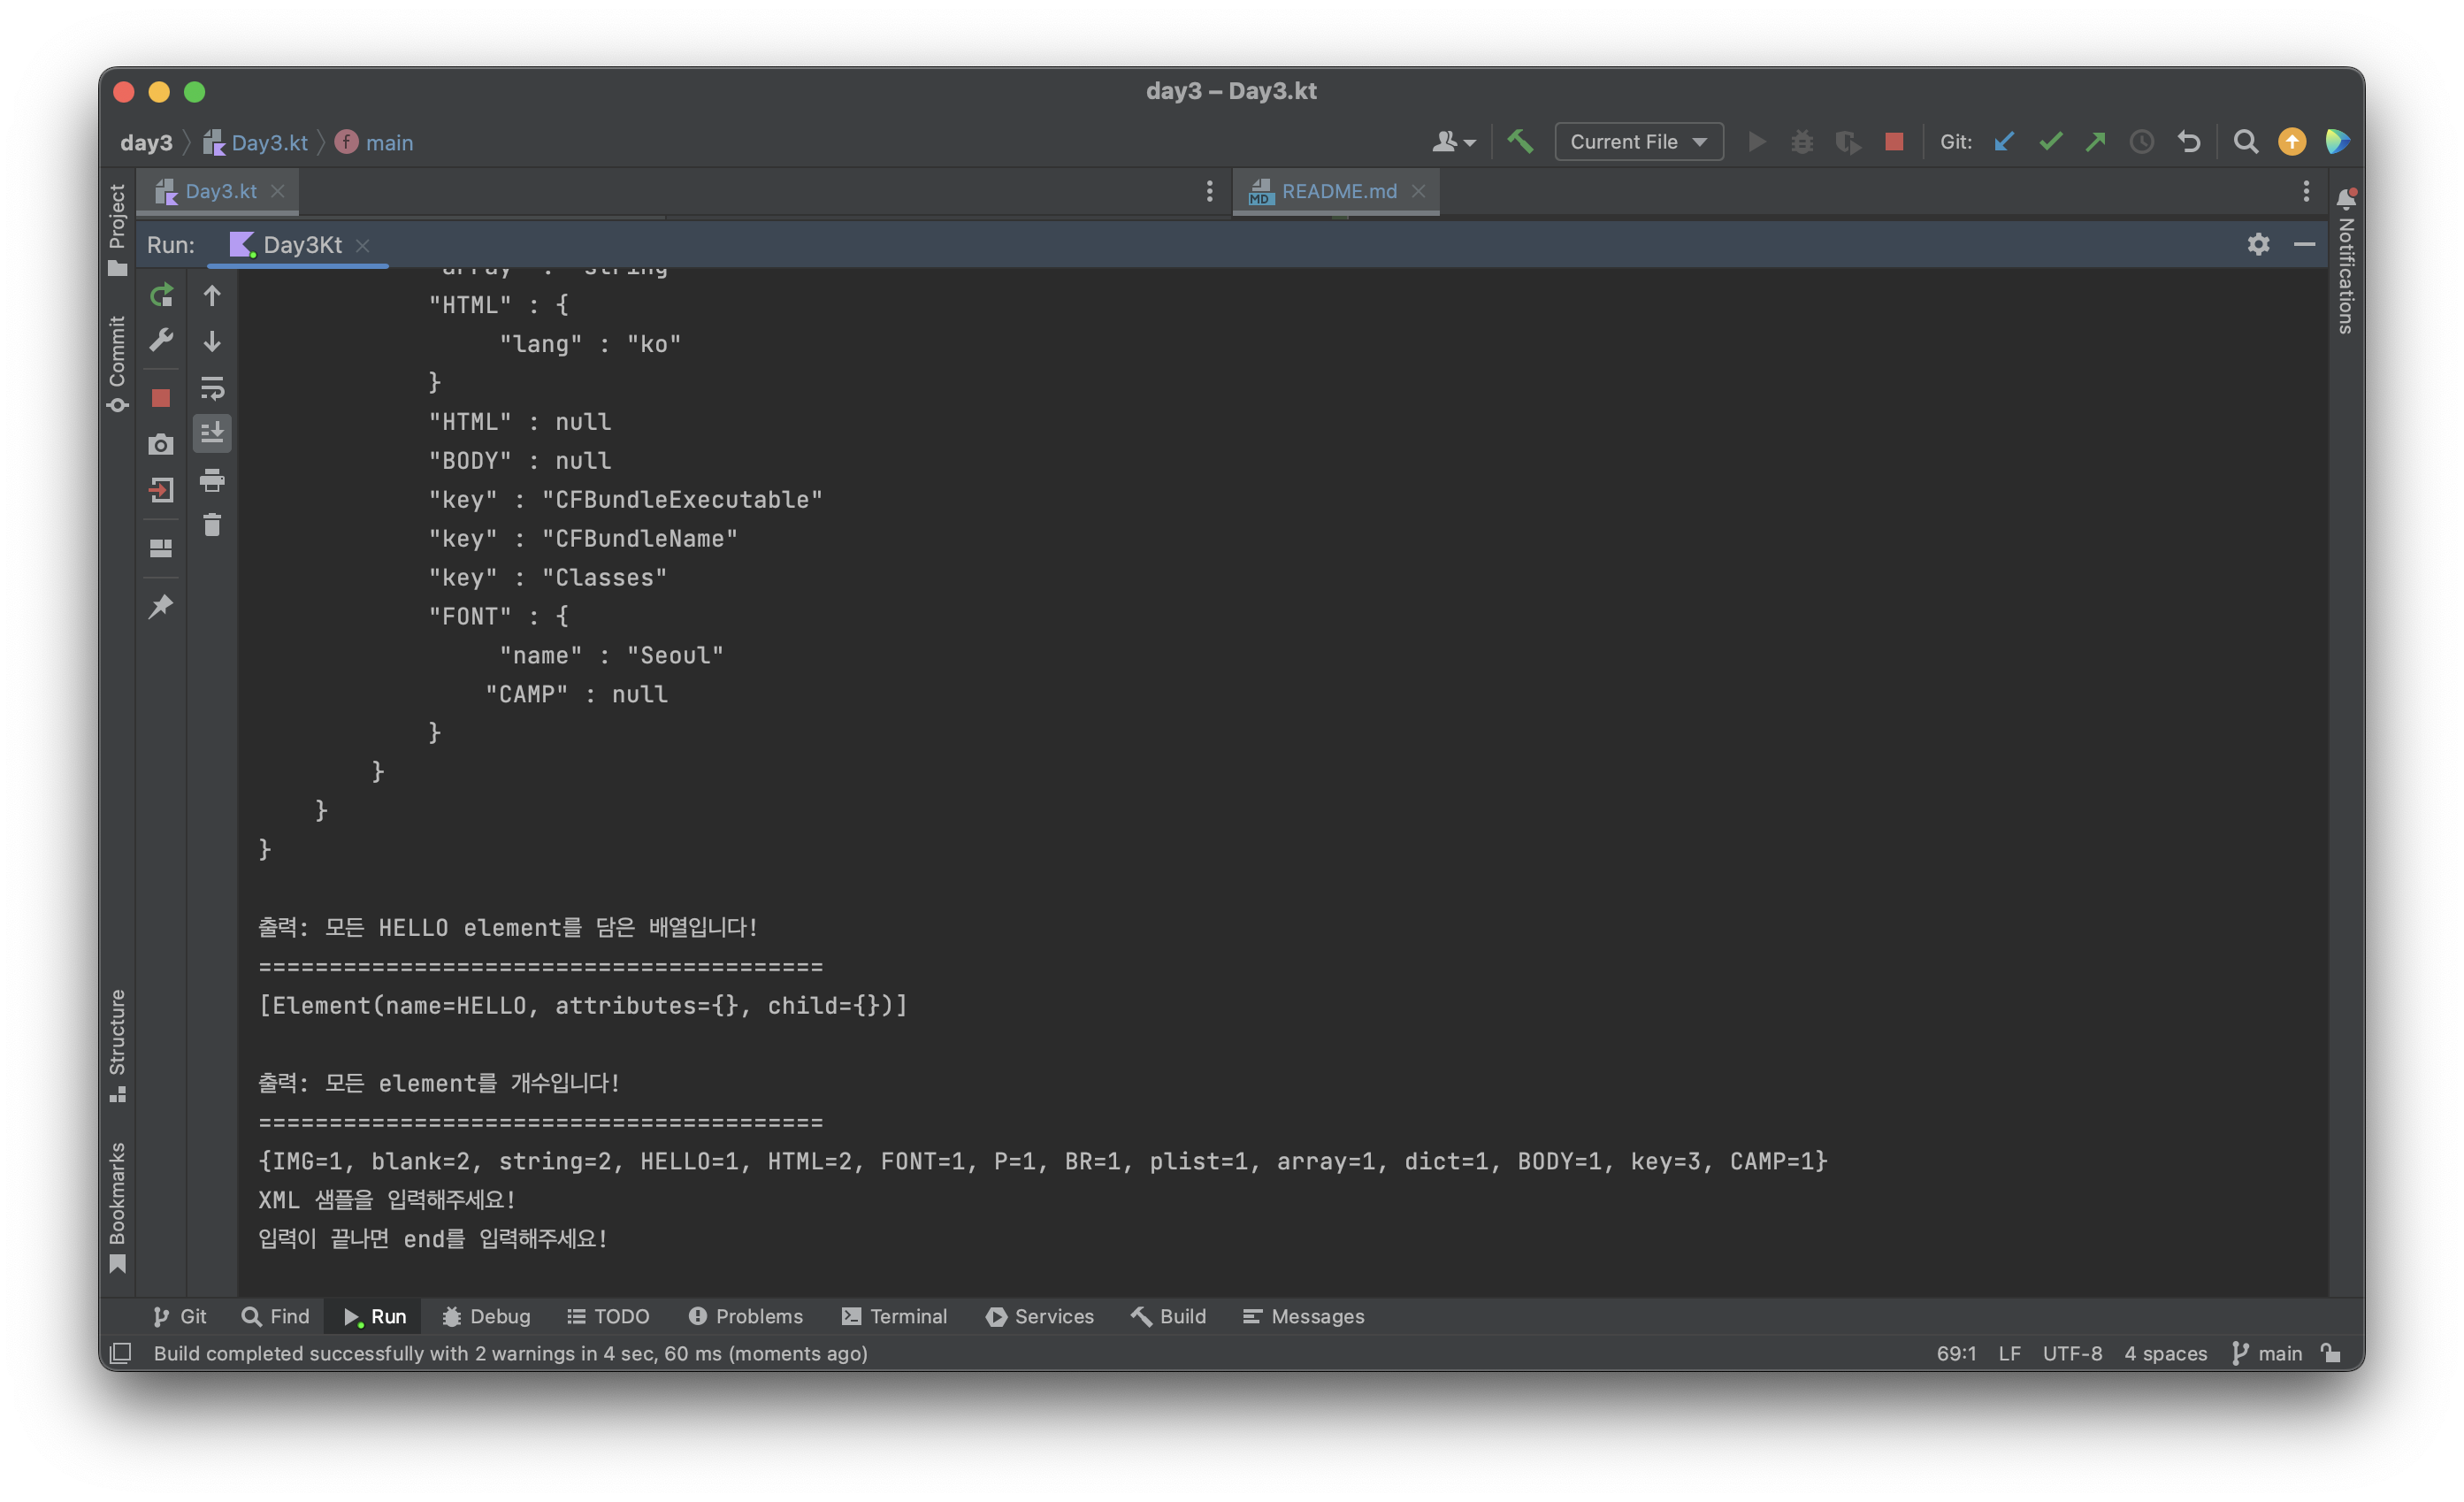 day3 – Day3.kt
day3 Day3.kt main Current File Git:
Day3.kt README.md
Run: Day3Kt
Project
Commit
Structure
Bookmarks
Notifications
"array" : "string"
"HTML" : {
"lang" : "ko"
}
"HTML" : null
"BODY" : null
"key" : "CFBundleExecutable"
"key" : "CFBundleName"
"key" : "Classes"
"FONT" : {
"name" : "Seoul"
"CAMP" : null
}
}
}
}
출력: 모든 HELLO element를 담은 배열입니다!
========================================
[Element(name=HELLO, attributes={}, child={})]
출력: 모든 element를 개수입니다!
========================================
{IMG=1, blank=2, string=2, HELLO=1, HTML=2, FONT=1, P=1, BR=1, plist=1, array=1, dict=1, BODY=1, key=3, CAMP=1}
XML 샘플을 입력해주세요!
입력이 끝나면 end를 입력해주세요!
Git Find Run Debug TODO Problems Terminal Services Build Messages
Build completed successfully with 2 warnings in 4 sec, 60 ms (moments ago) 69:1 LF UTF-8 4 spaces main